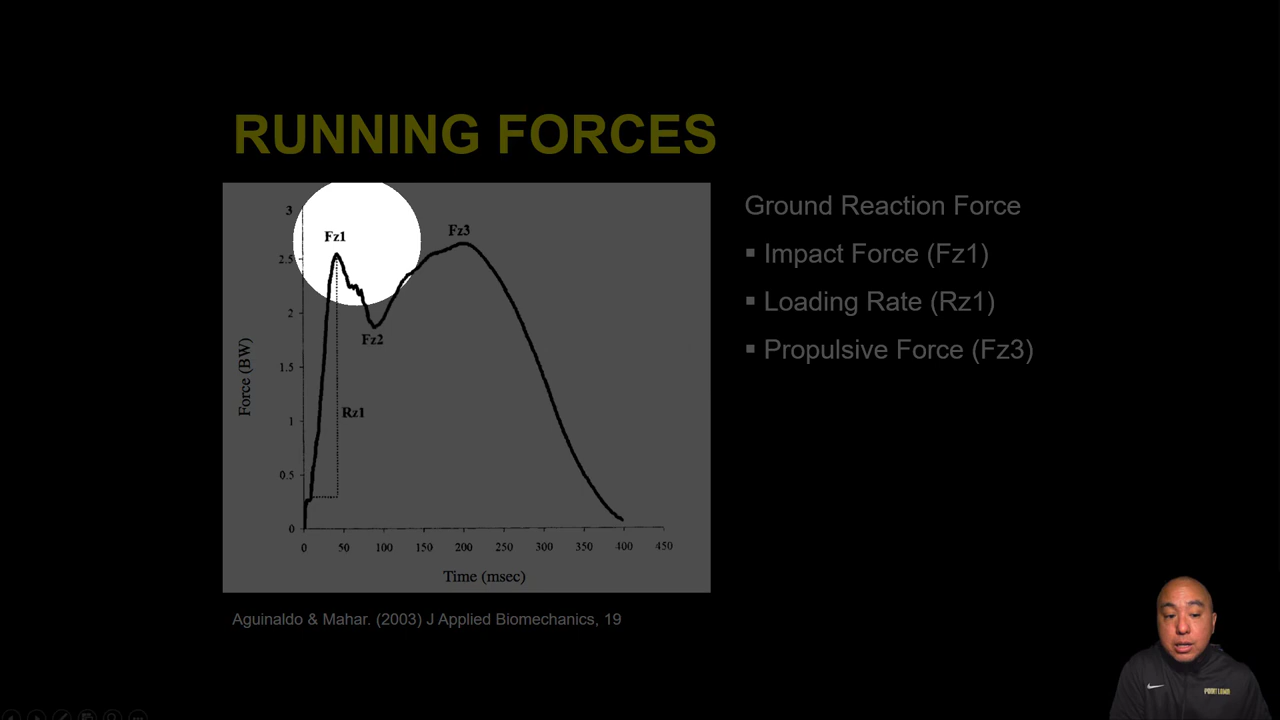 RUNNING FORCES
3
Fz1
Fz3
2.5
2
Fz2
1.5
Force (BW)
Rz1
1
0.5
0
0 50 100 150 200 250 300 350 400 450
Time (msec)
Ground Reaction Force
▪ Impact Force (Fz1)
▪ Loading Rate (Rz1)
▪ Propulsive Force (Fz3)
Aguinaldo & Mahar. (2003) J Applied Biomechanics, 19
POINT LOMA